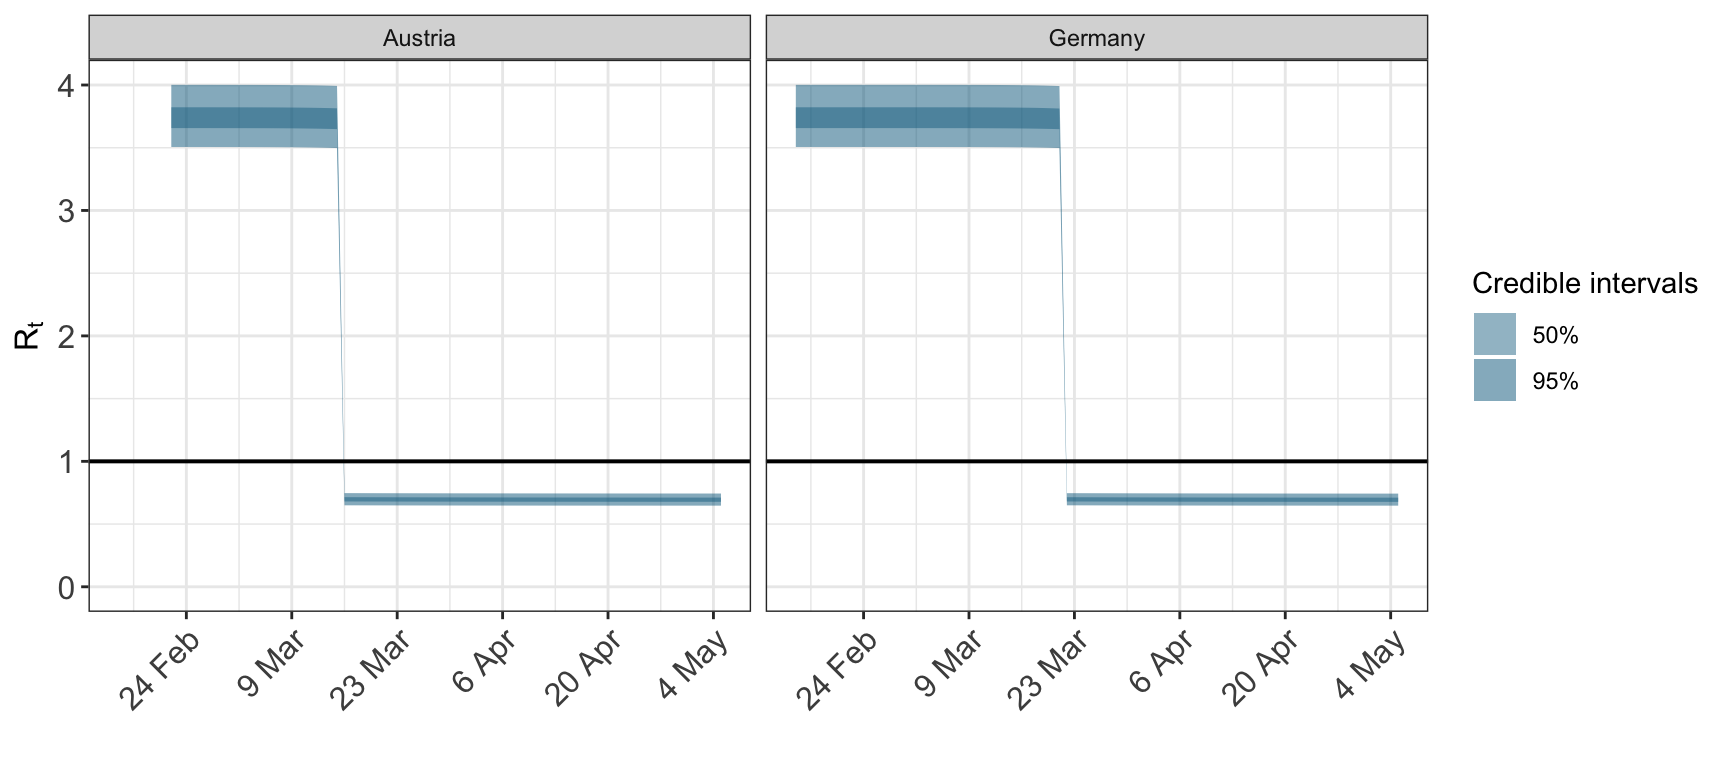 Austria
Germany
4
3
2
1
0
Rt
24 Feb
9 Mar
23 Mar
6 Apr
20 Apr
4 May
24 Feb
9 Mar
23 Mar
6 Apr
20 Apr
4 May
Credible intervals
50%
95%